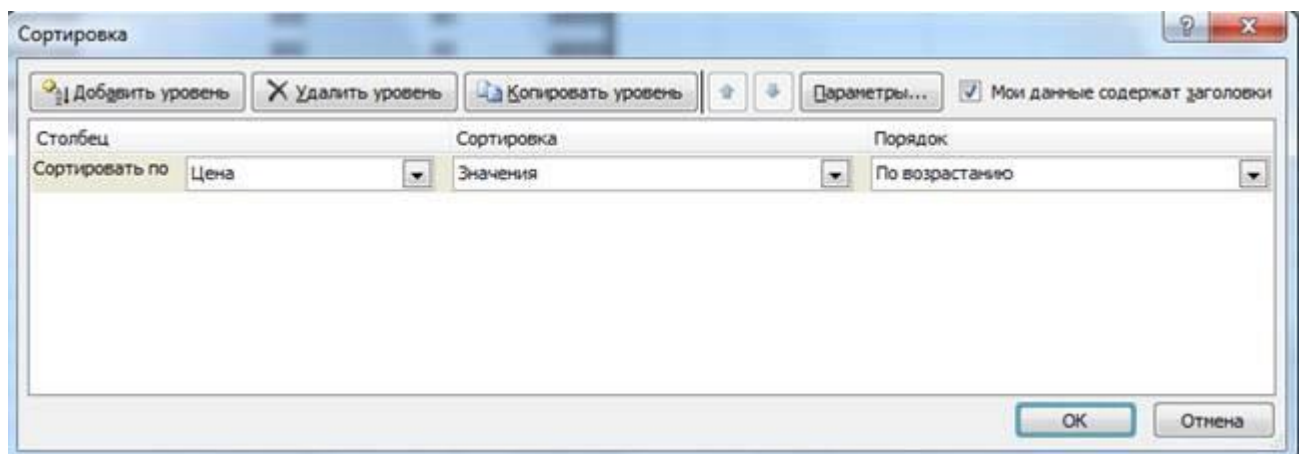 Сортировка
Добавить уровень Удалить уровень Копировать уровень Параметры... Мои данные содержат заголовки
Столбец Сортировка Порядок
Сортировать по Цена Значения По возрастанию
ОК Отмена